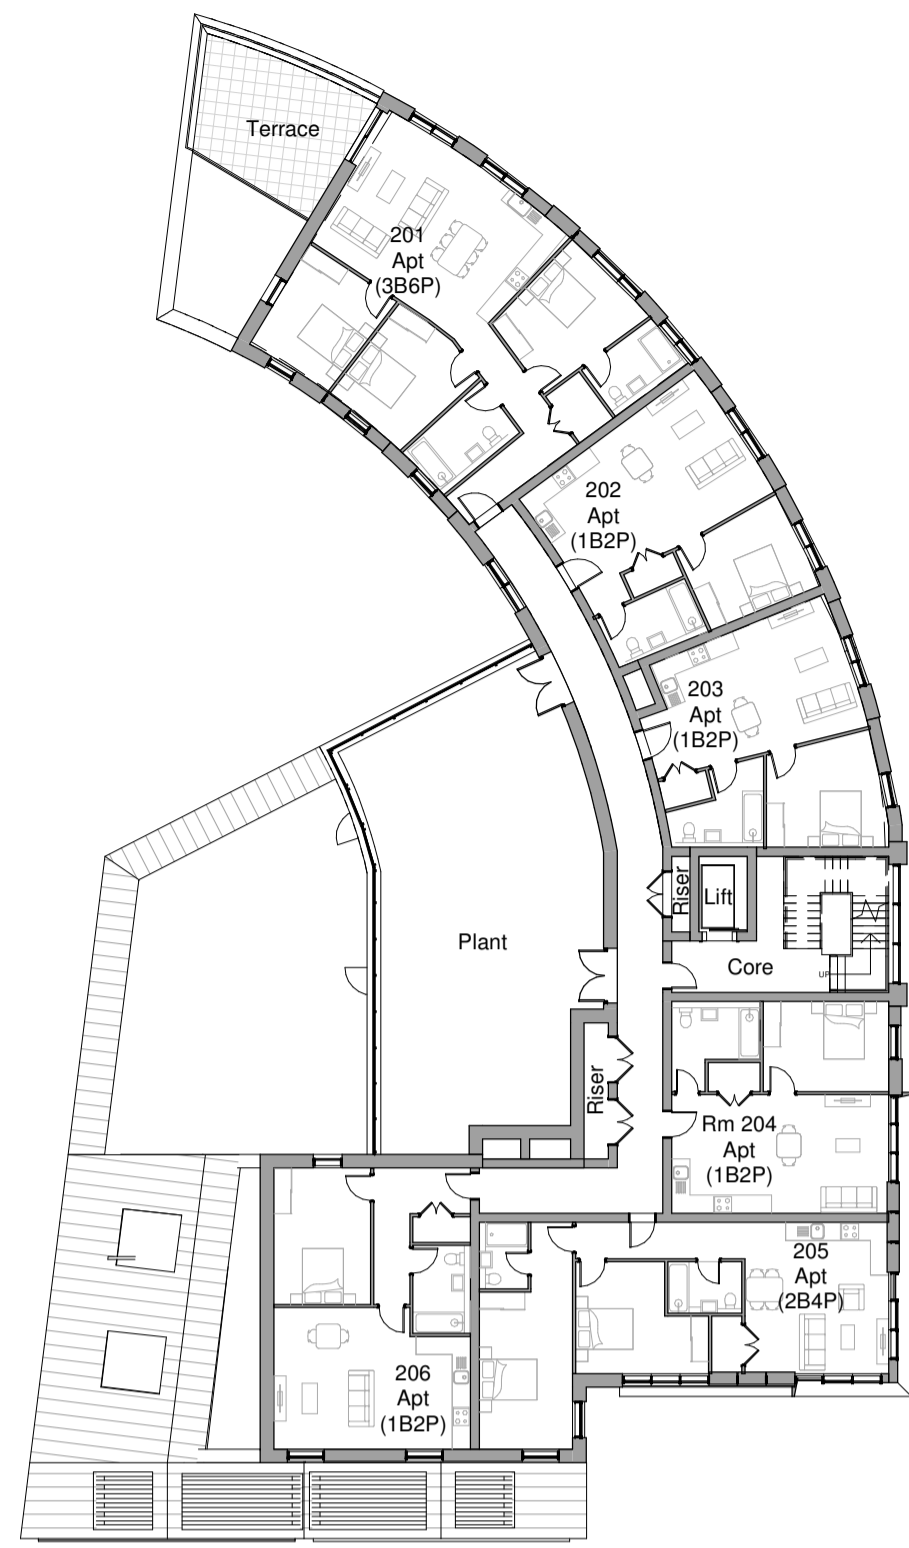 Terrace
201
Apt
(3B6P)
202
Apt
(1B2P)
203
Apt
(1B2P)
Riser
Lift
Plant
Core
UP
Riser
Rm 204
Apt
(1B2P)
205
Apt
(2B4P)
206
Apt
(1B2P)